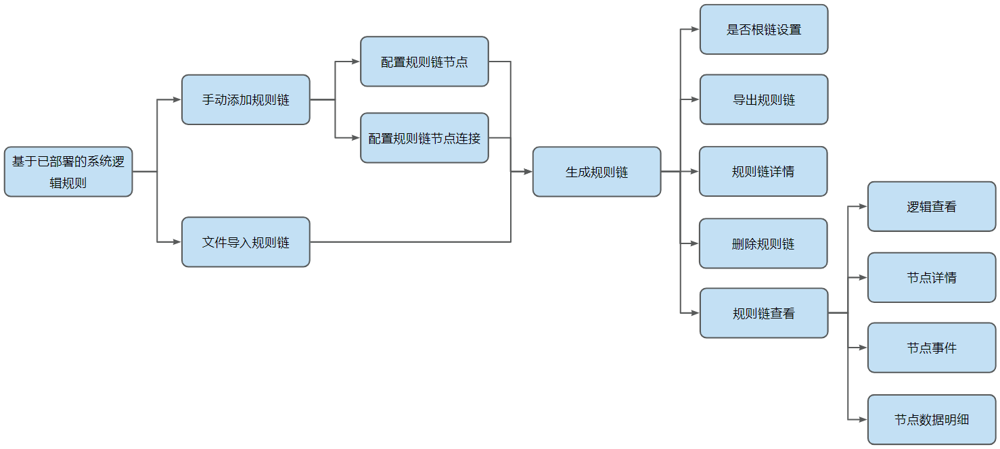 基于已部署的系统逻
辑规则
手动添加规则链
文件导入规则链
配置规则链节点
配置规则链节点连接
生成规则链
是否根链设置
导出规则链
规则链详情
删除规则链
规则链查看
逻辑查看
节点详情
节点事件
节点数据明细